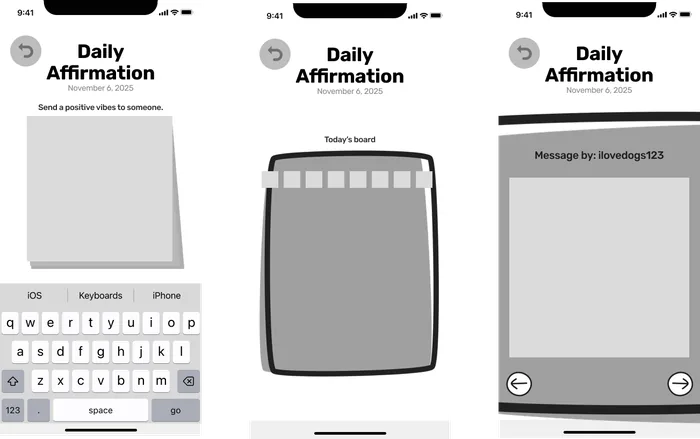 9:41
Daily
Affirmation
November 6, 2025
Send a positive vibes to someone.
iOS Keyboards iPhone
q w e r t y u i o p
a s d f g h j k l
z x c v b n m
123 . space go
9:41
Daily
Affirmation
November 6, 2025
Today's board
9:41
Daily
Affirmation
November 6, 2025
Message by: ilovedogs123